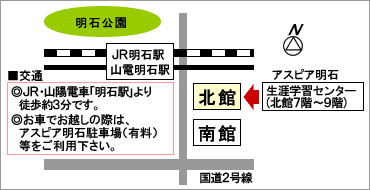 明石公園
N
JR明石駅
山電明石駅
■交通
◎JR・山陽電車「明石駅」より
徒歩約3分です。
◎お車でお越しの際は、
アスピア明石駐車場（有料）
等をご利用下さい。
アスピア明石
北館
生涯学習センター
(北館7階～9階)
南館
国道2号線